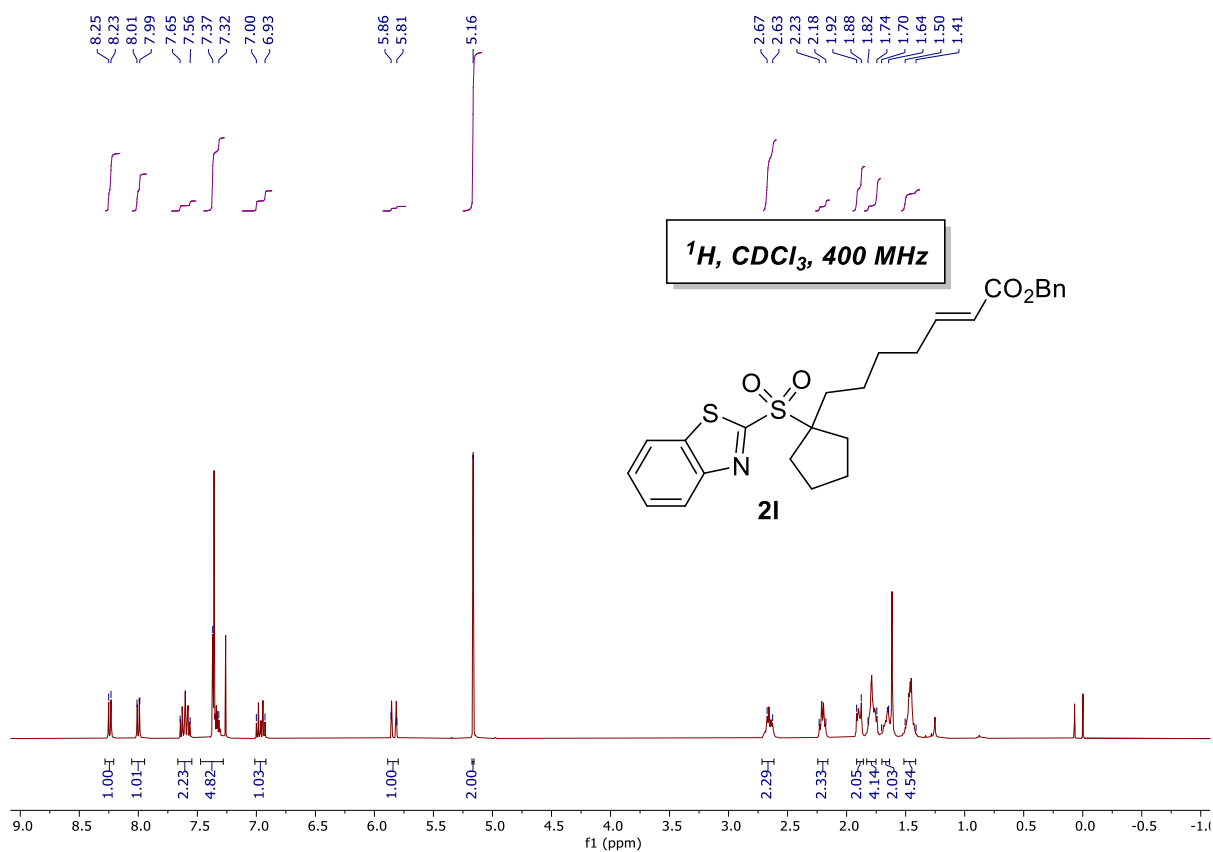 8.25 8.23 8.01 7.99 7.65 7.56 7.37 7.32 7.00 6.93 5.86 5.81 5.16 2.67 2.63 2.23 2.18 1.92 1.88 1.82 1.74 1.70 1.64 1.50 1.41
¹H, CDCl₃, 400 MHz
CO₂Bn
O O
S S
N
2l
1.00 1.01 2.23 4.82 1.03 1.00 2.00 2.29 2.33 2.05 4.14 2.03 4.54
9.0 8.5 8.0 7.5 7.0 6.5 6.0 5.5 5.0 4.5 4.0 3.5 3.0 2.5 2.0 1.5 1.0 0.5 0.0 -0.5 -1.0
f1 (ppm)